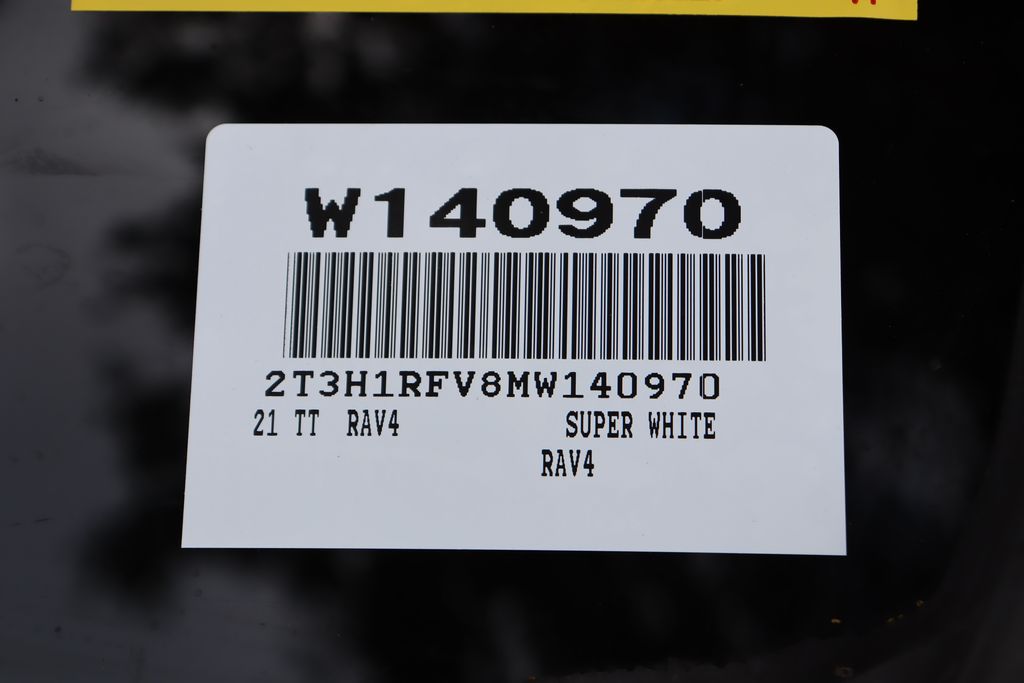 W140970
2T3H1RFV8MW140970
21 TT RAV4 SUPER WHITE
RAV4